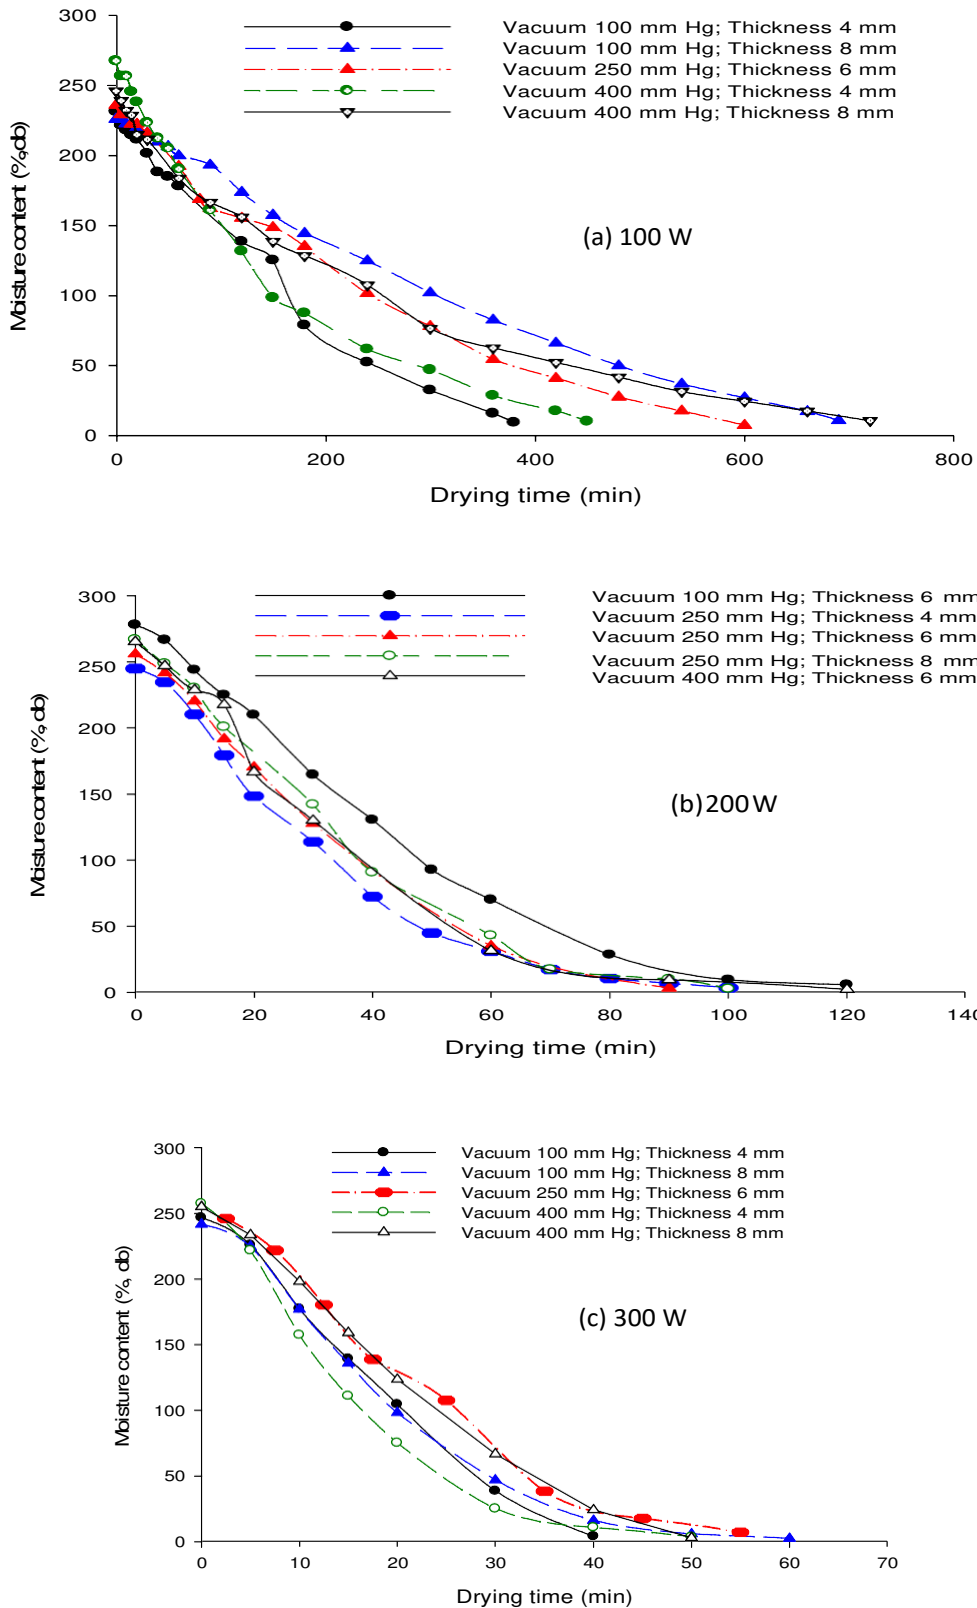 300
250
200
150
100
50
0
Moisture content (%,db)
Vacuum 100 mm Hg; Thickness 4 mm
Vacuum 100 mm Hg; Thickness 8 mm
Vacuum 250 mm Hg; Thickness 6 mm
Vacuum 400 mm Hg; Thickness 4 mm
Vacuum 400 mm Hg; Thickness 8 mm
(a) 100 W
0 200 400 600 800
Drying time (min)
300
250
200
150
100
50
0
Moisture content (%,db)
Vacuum 100 mm Hg; Thickness 6 mm
Vacuum 250 mm Hg; Thickness 4 mm
Vacuum 250 mm Hg; Thickness 6 mm
Vacuum 250 mm Hg; Thickness 8 mm
Vacuum 400 mm Hg; Thickness 6 mm
(b) 200 W
0 20 40 60 80 100 120 140
Drying time (min)
300
250
200
150
100
50
0
Moisture content (%, db)
Vacuum 100 mm Hg; Thickness 4 mm
Vacuum 100 mm Hg; Thickness 8 mm
Vacuum 250 mm Hg; Thickness 6 mm
Vacuum 400 mm Hg; Thickness 4 mm
Vacuum 400 mm Hg; Thickness 8 mm
(c) 300 W
0 10 20 30 40 50 60 70
Drying time (min)